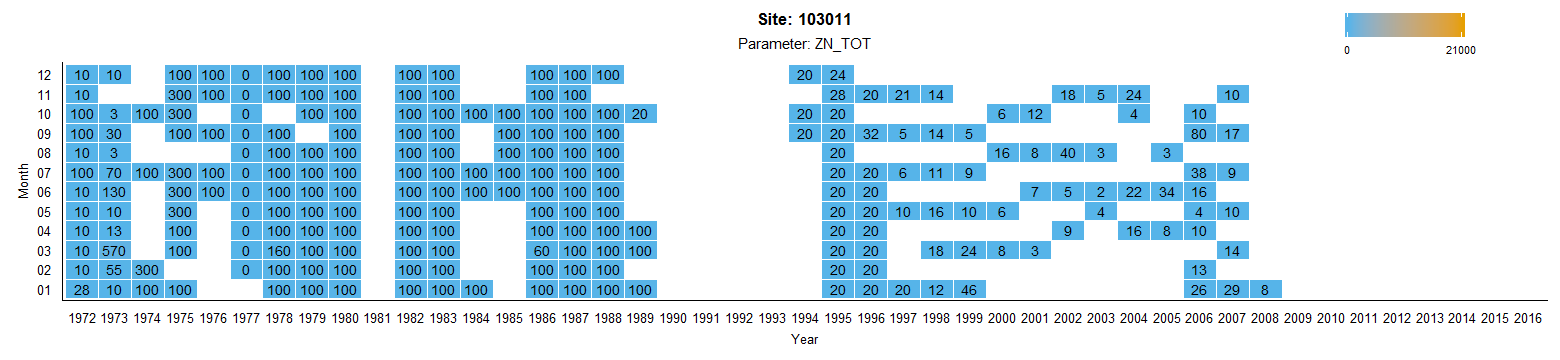 Site: 103011
Parameter: ZN_TOT
0 21000
Month
12 10 10 100 100 0 100 100 100 100 100 100 100 100 20 24
11 10 300 100 0 100 100 100 100 100 100 100 28 20 21 14 18 5 24 10
10 100 3 100 300 0 100 100 100 100 100 100 100 100 100 20 20 20 6 12 4 10
09 100 30 100 100 0 100 100 100 100 100 100 100 100 20 20 32 5 14 5 80 17
08 10 3 0 100 100 100 100 100 100 100 100 100 20 16 8 40 3 3
07 100 70 100 300 100 0 100 100 100 100 100 100 100 100 100 100 20 20 6 11 9 38 9
06 10 130 300 100 0 100 100 100 100 100 100 100 100 100 100 20 20 7 5 2 22 34 16
05 10 10 300 0 100 100 100 100 100 100 100 100 20 20 10 16 10 6 4 4 10
04 10 13 100 0 100 100 100 100 100 100 100 100 100 20 20 9 16 8 10
03 10 570 100 0 160 100 100 100 100 60 100 100 100 20 20 18 24 8 3 14
02 10 55 300 0 100 100 100 100 100 100 100 100 20 20 13
01 28 10 100 100 100 100 100 100 100 100 100 100 100 100 20 20 20 12 46 26 29 8
1972 1973 1974 1975 1976 1977 1978 1979 1980 1981 1982 1983 1984 1985 1986 1987 1988 1989 1990 1991 1992 1993 1994 1995 1996 1997 1998 1999 2000 2001 2002 2003 2004 2005 2006 2007 2008 2009 2010 2011 2012 2013 2014 2015 2016
Year